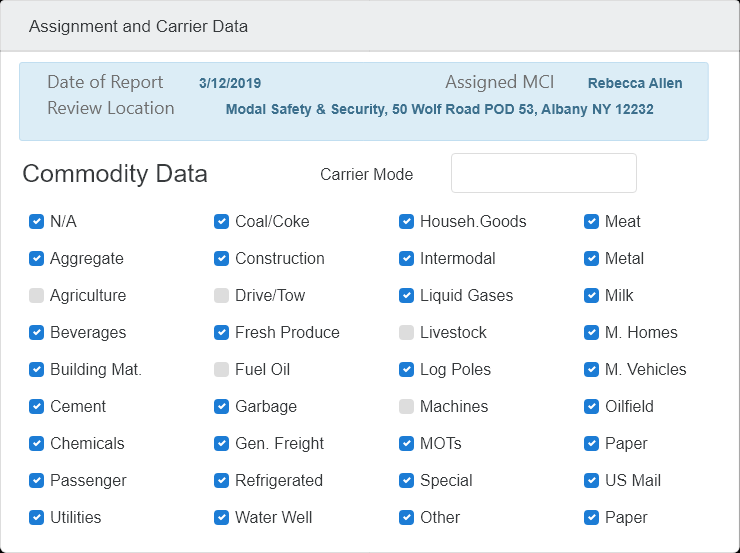 Assignment and Carrier Data
Date of Report 3/12/2019 Assigned MCI Rebecca Allen
Review Location Modal Safety & Security, 50 Wolf Road POD 53, Albany NY 12232
Commodity Data Carrier Mode
N/A Coal/Coke Househ.Goods Meat
Aggregate Construction Intermodal Metal
Agriculture Drive/Tow Liquid Gases Milk
Beverages Fresh Produce Livestock M. Homes
Building Mat. Fuel Oil Log Poles M. Vehicles
Cement Garbage Machines Oilfield
Chemicals Gen. Freight MOTs Paper
Passenger Refrigerated Special US Mail
Utilities Water Well Other Paper